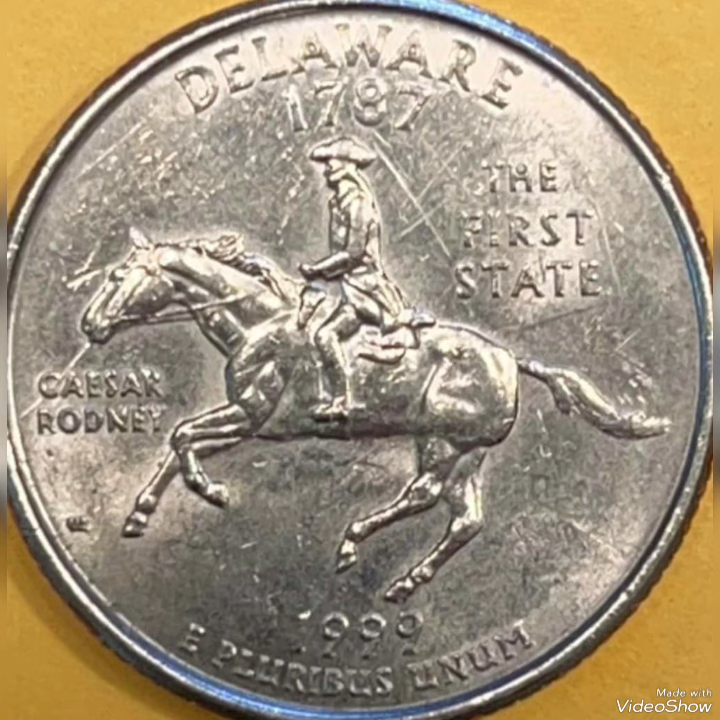 DELAWARE
1787
THE
FIRST
STATE
CAESAR
RODNEY
1999
E PLURIBUS UNUM
Made with
VideoShow